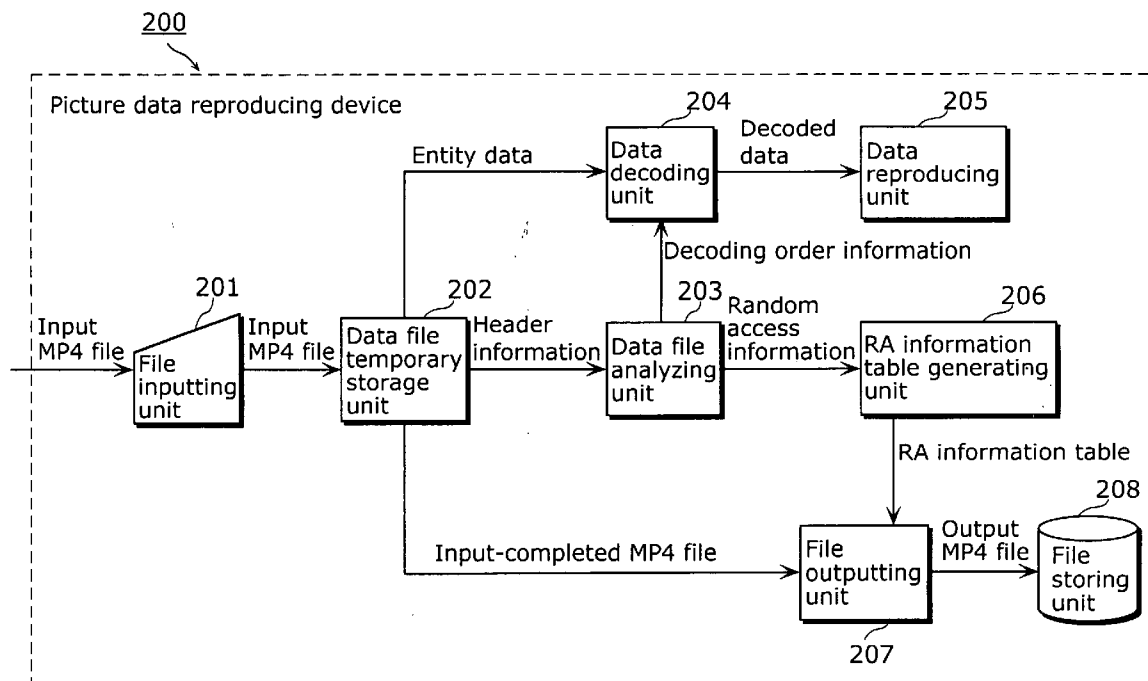 200
Picture data reproducing device
204
205
Entity data
Data
decoding
unit
Decoded
data
Data
reproducing
unit
Decoding order information
201
202
203
206
Input
MP4 file
File
inputting
unit
Input
MP4 file
Data file
temporary
storage
unit
Header
information
Data file
analyzing
unit
Random
access
information
RA information
table generating
unit
RA information table
208
Input-completed MP4 file
File
outputting
unit
Output
MP4 file
File
storing
unit
207